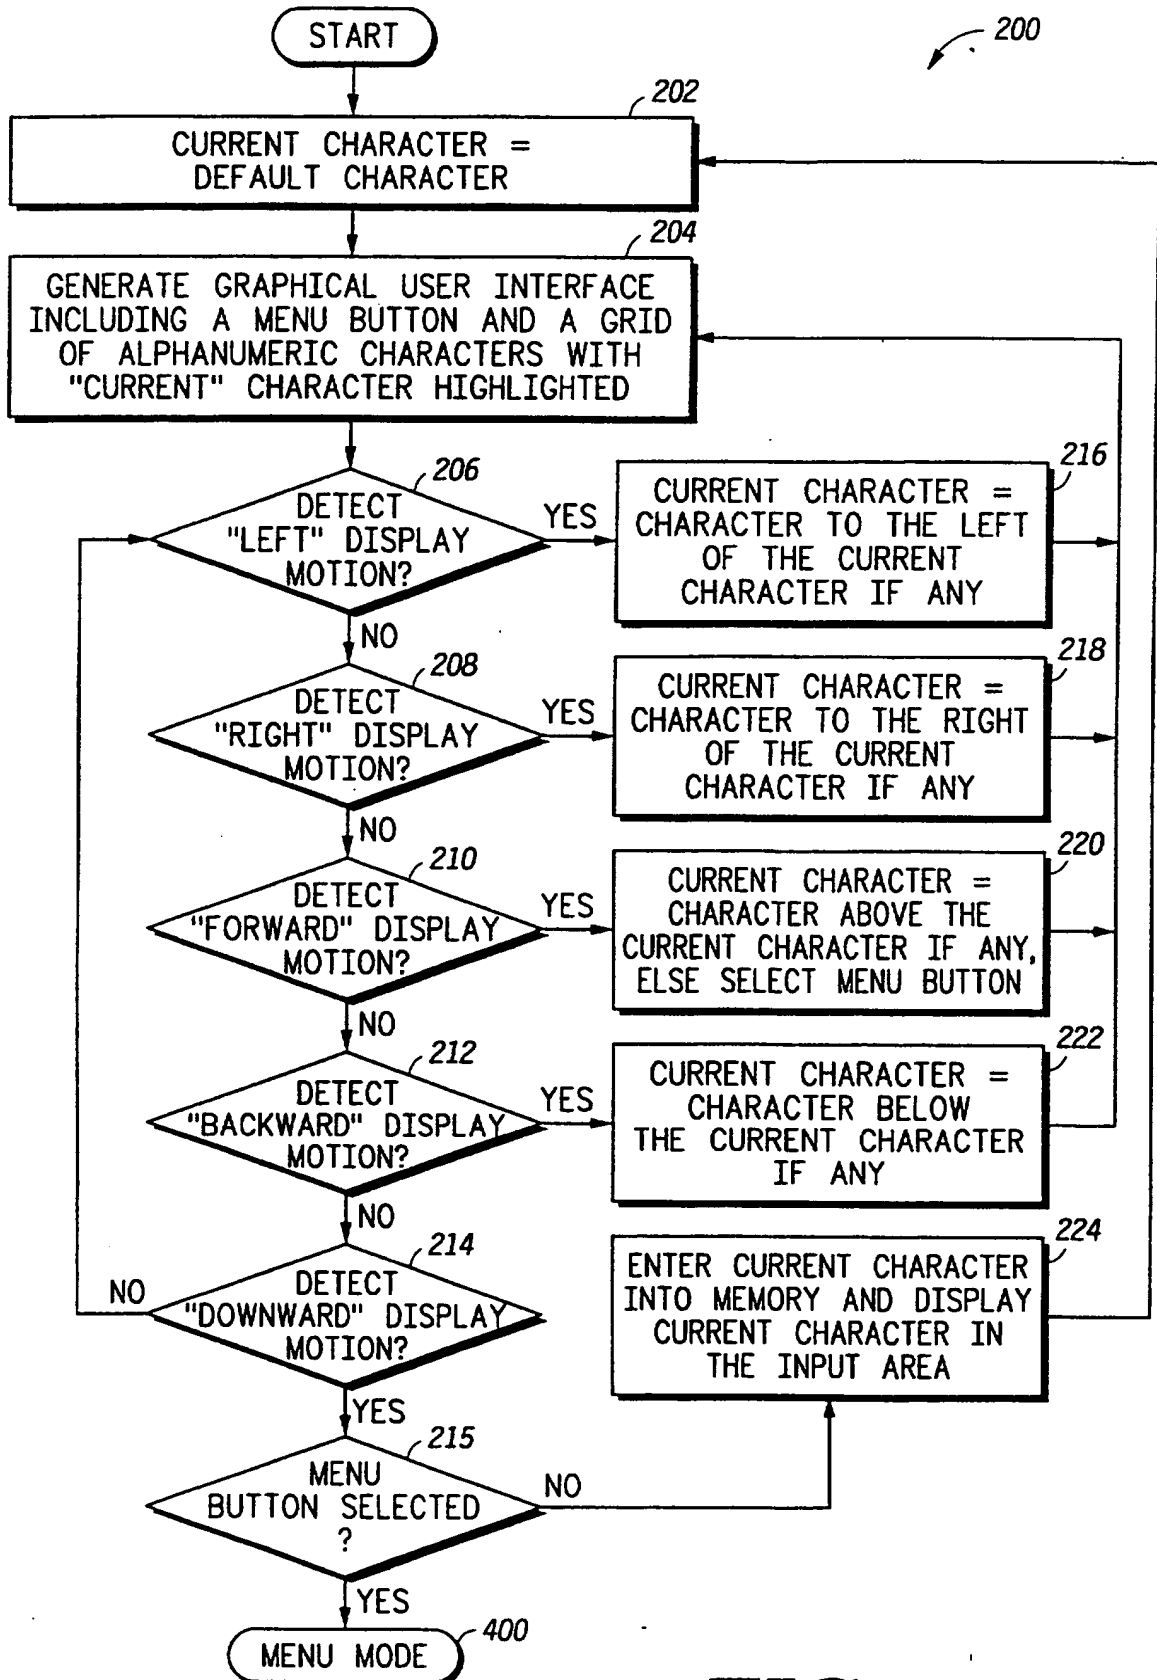 START
200
202
CURRENT CHARACTER =
DEFAULT CHARACTER
204
GENERATE GRAPHICAL USER INTERFACE
INCLUDING A MENU BUTTON AND A GRID
OF ALPHANUMERIC CHARACTERS WITH
"CURRENT" CHARACTER HIGHLIGHTED
206
DETECT
"LEFT" DISPLAY
MOTION?
YES
NO
216
CURRENT CHARACTER =
CHARACTER TO THE LEFT
OF THE CURRENT
CHARACTER IF ANY
208
DETECT
"RIGHT" DISPLAY
MOTION?
YES
NO
218
CURRENT CHARACTER =
CHARACTER TO THE RIGHT
OF THE CURRENT
CHARACTER IF ANY
210
DETECT
"FORWARD" DISPLAY
MOTION?
YES
NO
220
CURRENT CHARACTER =
CHARACTER ABOVE THE
CURRENT CHARACTER IF ANY,
ELSE SELECT MENU BUTTON
212
DETECT
"BACKWARD" DISPLAY
MOTION?
YES
NO
222
CURRENT CHARACTER =
CHARACTER BELOW
THE CURRENT CHARACTER
IF ANY
214
DETECT
"DOWNWARD" DISPLAY
MOTION?
NO
YES
224
ENTER CURRENT CHARACTER
INTO MEMORY AND DISPLAY
CURRENT CHARACTER IN
THE INPUT AREA
215
MENU
BUTTON SELECTED
?
NO
YES
MENU MODE
400